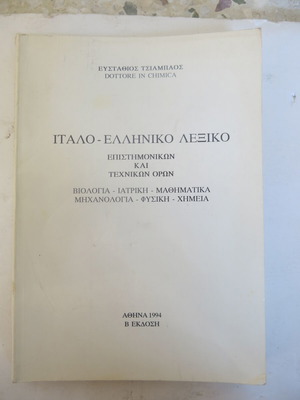 ΕΥΣΤΑΘΙΟΣ ΤΣΙΑΜΠΑΟΣ
DOTTORE IN CHIMICA
ΙΤΑΛΟ - ΕΛΛΗΝΙΚΟ ΛΕΞΙΚΟ
ΕΠΙΣΤΗΜΟΝΙΚΩΝ
ΚΑΙ
ΤΕΧΝΙΚΩΝ ΟΡΩΝ
ΒΙΟΛΟΓΙΑ - ΙΑΤΡΙΚΗ - ΜΑΘΗΜΑΤΙΚΑ
ΜΗΧΑΝΟΛΟΓΙΑ - ΦΥΣΙΚΗ - ΧΗΜΕΙΑ
ΑΘΗΝΑ 1994
Β ΕΚΔΟΣΗ